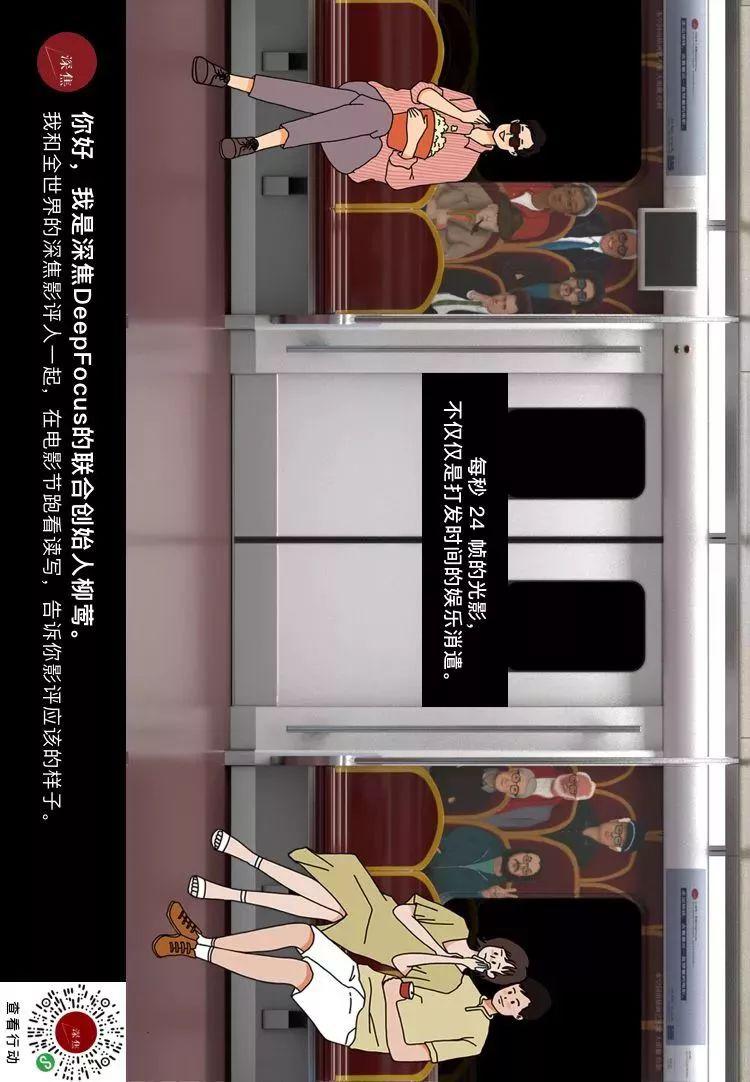 每秒 24 帧的光影，
不仅仅是打发时间的娱乐消遣。
深焦
你好，我是深焦DeepFocus的联合创始人柳莺。
我和全世界的深焦影评人一起，在电影节跑看读写，告诉你影评应该的样子。
深焦
查看行动